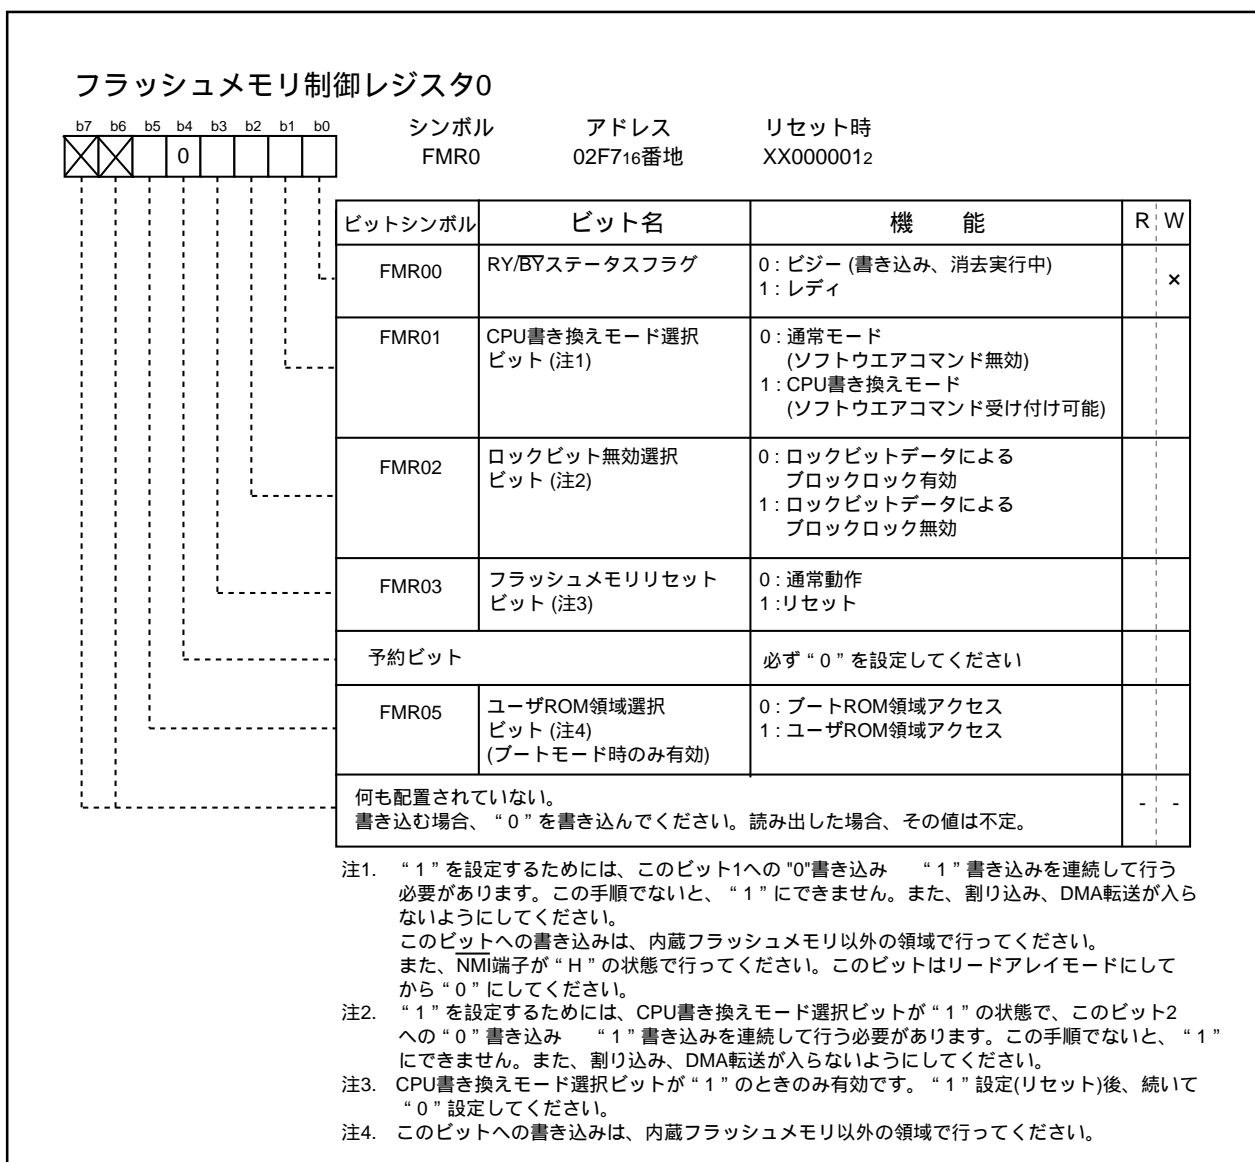 フラッシュメモリ制御レジスタ0
b7 b6 b5 b4 b3 b2 b1 b0
0
シンボル アドレス リセット時
FMR0 02F716番地 XX0000012
ビットシンボル ビット名 機 能 R W
FMR00 RY/BYステータスフラグ 0 : ビジー (書き込み、消去実行中)
1 : レディ
×
FMR01 CPU書き換えモード選択 0 : 通常モード
ビット (注1) (ソフトウエアコマンド無効)
1 : CPU書き換えモード
(ソフトウエアコマンド受け付け可能)
FMR02 ロックビット無効選択 0 : ロックビットデータによる
ビット (注2) ブロックロック有効
1 : ロックビットデータによる
ブロックロック無効
FMR03 フラッシュメモリリセット 0 : 通常動作
ビット (注3) 1 :リセット
予約ビット 必ず“0”を設定してください
FMR05 ユーザROM領域選択 0 : ブートROM領域アクセス
ビット (注4) 1 : ユーザROM領域アクセス
(ブートモード時のみ有効)
何も配置されていない。
書き込む場合、“0”を書き込んでください。読み出した場合、その値は不定。 - -
注1. “1”を設定するためには、このビット1への "0"書き込み “1”書き込みを連続して行う
必要があります。この手順でないと、“1”にできません。また、割り込み、DMA転送が入ら
ないようにしてください。
このビットへの書き込みは、内蔵フラッシュメモリ以外の領域で行ってください。
また、NMI端子が“H”の状態で行ってください。このビットはリードアレイモードにして
から“0”にしてください。
注2. “1”を設定するためには、CPU書き換えモード選択ビットが“1”の状態で、このビット2
への“0”書き込み “1”書き込みを連続して行う必要があります。この手順でないと、“1”
にできません。また、割り込み、DMA転送が入らないようにしてください。
注3. CPU書き換えモード選択ビットが“1”のときのみ有効です。“1”設定(リセット)後、続いて
“0”設定してください。
注4. このビットへの書き込みは、内蔵フラッシュメモリ以外の領域で行ってください。